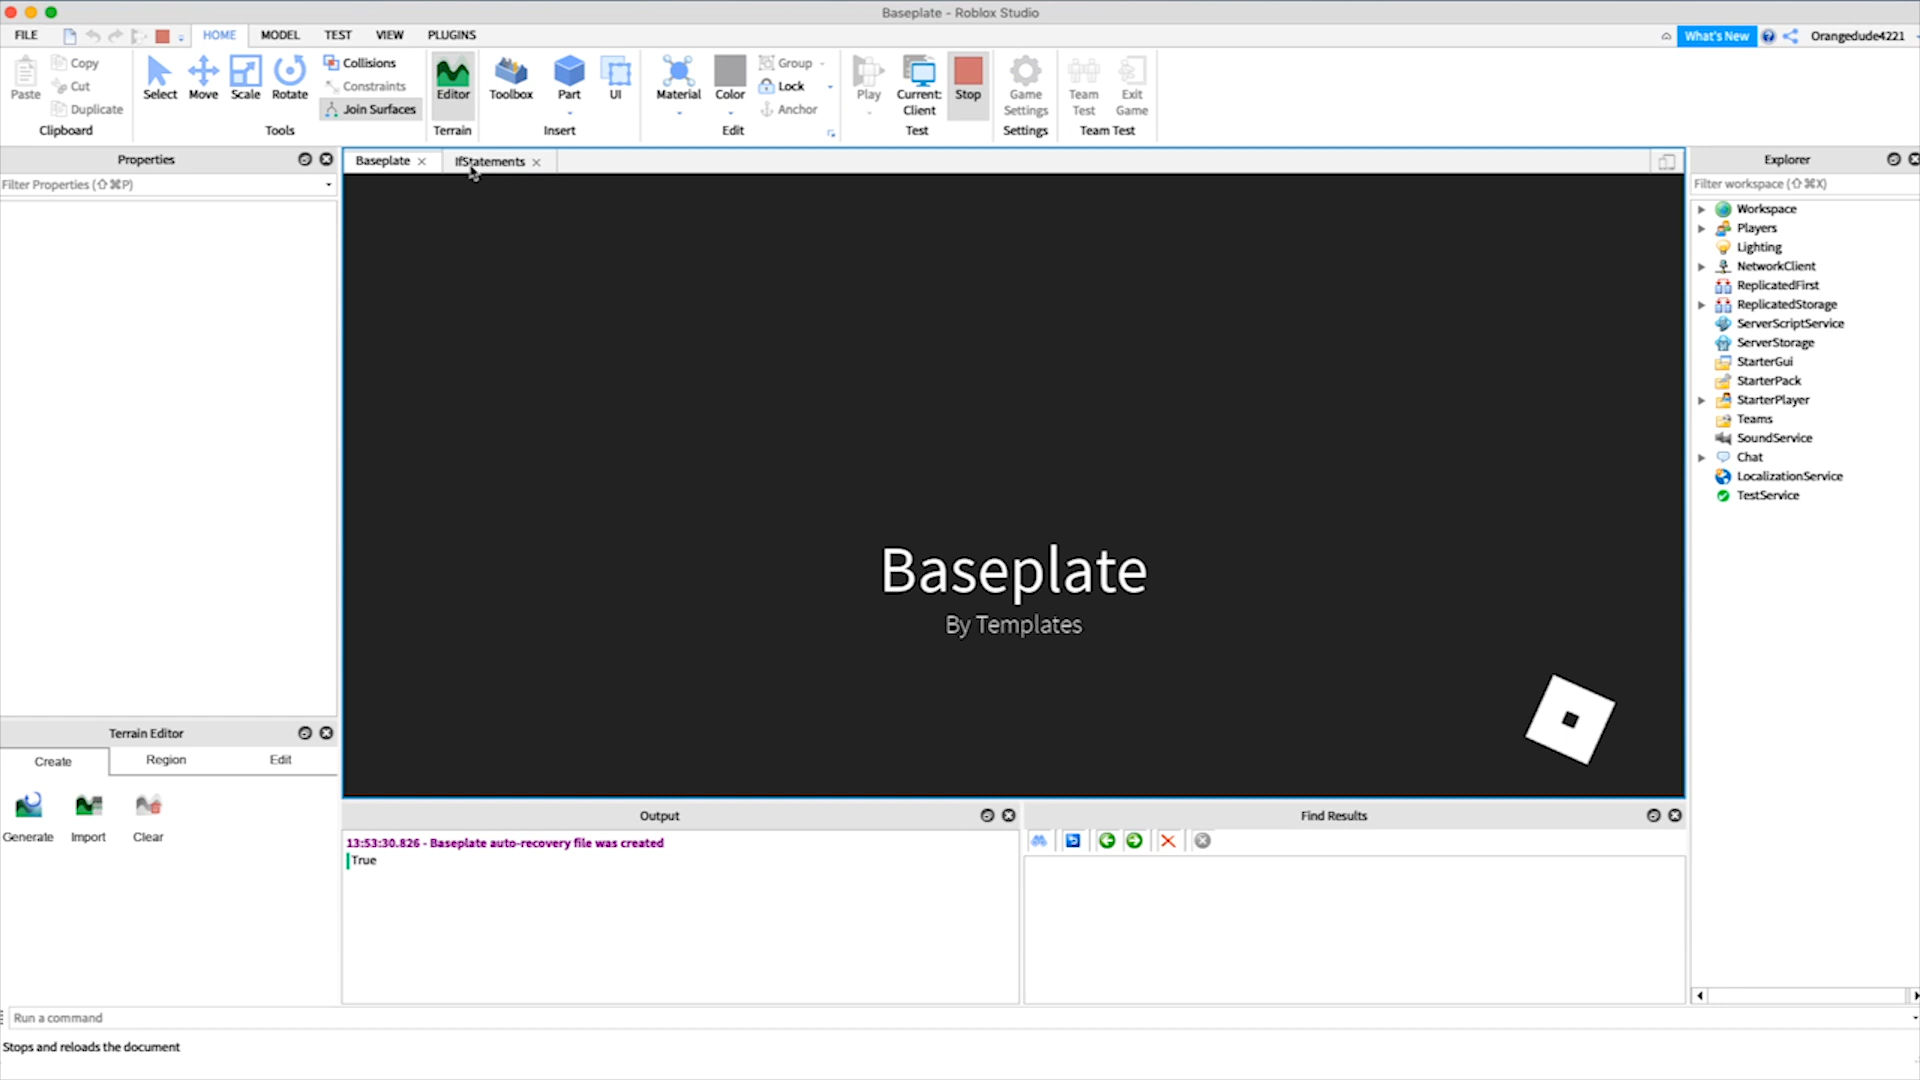 Baseplate - Roblox Studio
FILE HOME MODEL TEST VIEW PLUGINS What's New Orangedude4221
Paste Copy Cut Duplicate Clipboard
Select Move Scale Rotate Collisions Constraints Join Surfaces Tools
Editor Terrain
Toolbox Part UI Insert
Material Color Group Lock Anchor Edit
Play Current: Client Stop Test
Game Settings Settings
Team Test Exit Game Team Test
Properties
Filter Properties (⇧⌘P)
Baseplate IfStatements
Baseplate
By Templates
Explorer
Filter workspace (⇧⌘X)
Workspace
Players
Lighting
NetworkClient
ReplicatedFirst
ReplicatedStorage
ServerScriptService
ServerStorage
StarterGui
StarterPack
StarterPlayer
Teams
SoundService
Chat
LocalizationService
TestService
Terrain Editor
Create Region Edit
Generate Import Clear
Output
13:53:30.826 - Baseplate auto-recovery file was created
True
Find Results
Run a command
Stops and reloads the document